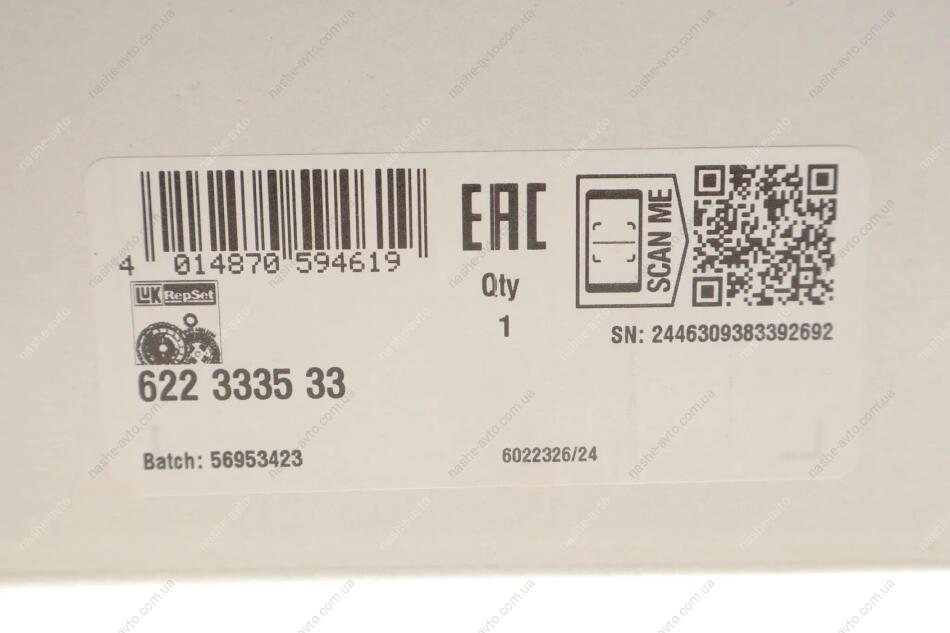 4 014870 594619
EAC
Qty
1
SCAN ME
SN: 2446309383392692
LUK RepSet
622 3335 33
Batch: 56953423
6022326/24
nashe-avto.com.ua